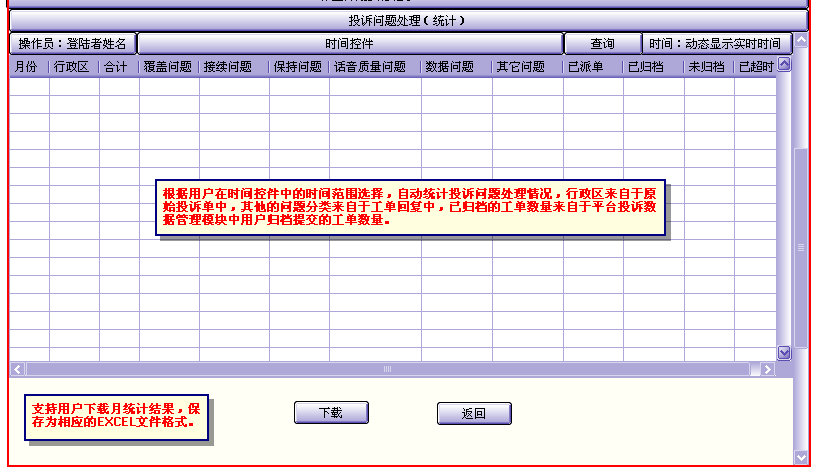 投诉问题处理（统计）
操作员：登陆者姓名 时间控件 查询 时间：动态显示实时时间
月份 行政区 合计 覆盖问题 接续问题 保持问题 话音质量问题 数据问题 其它问题 已派单 已归档 未归档 已超时
根据用户在时间控件中的时间范围选择，自动统计投诉问题处理情况，行政区来自于原
始投诉单中，其他的问题分类来自于工单回复中，已归档的工单数量来自于平台投诉数
据管理模块中用户归档提交的工单数量。
支持用户下载月统计结果，保
存为相应的EXCEL文件格式。
下载 返回